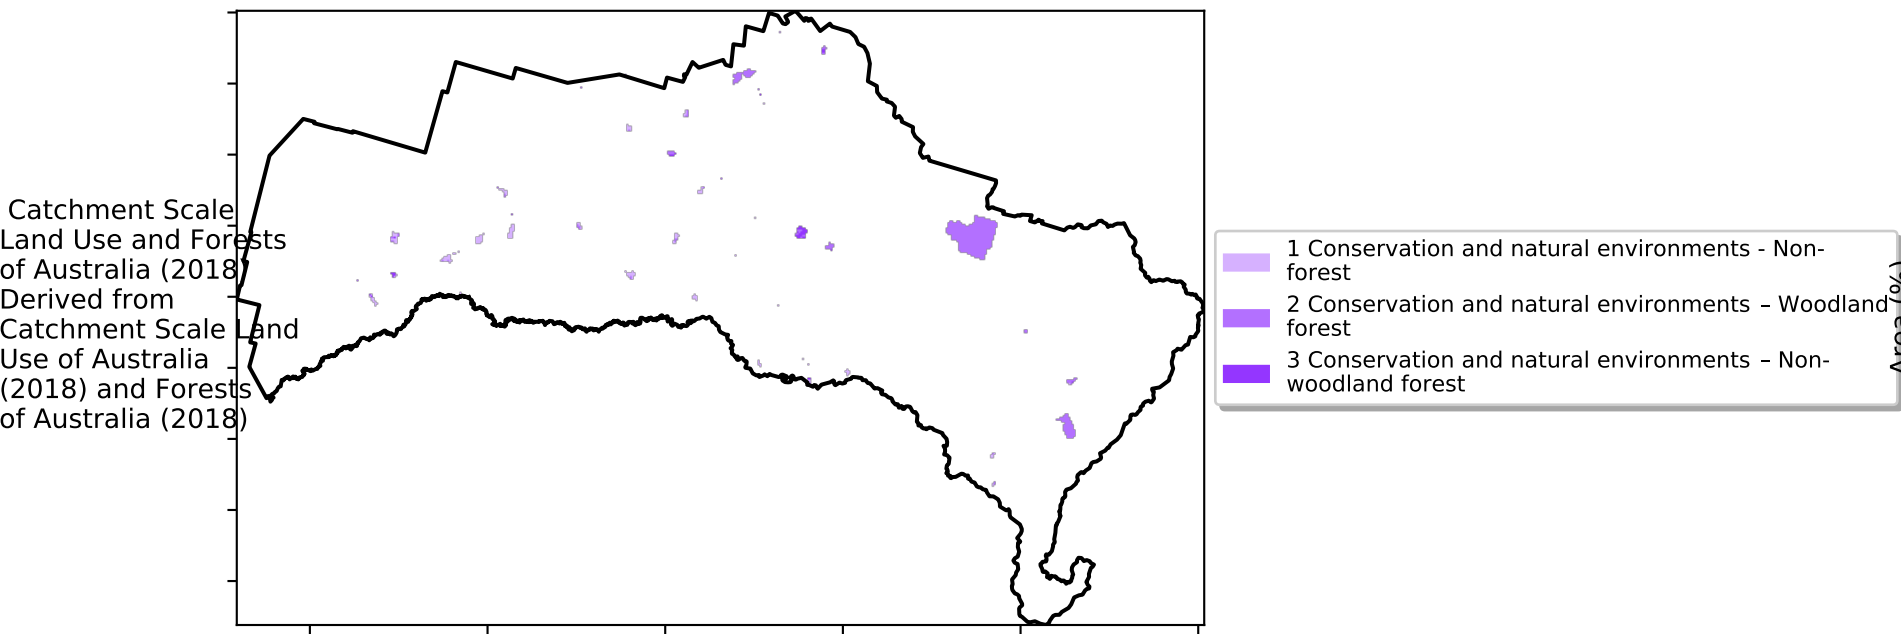 Catchment Scale
Land Use and Forests
of Australia (2018)
Derived from
Catchment Scale Land
Use of Australia
(2018) and Forests
of Australia (2018)
1 Conservation and natural environments - Non-
forest
2 Conservation and natural environments – Woodland
forest
3 Conservation and natural environments – Non-
woodland forest